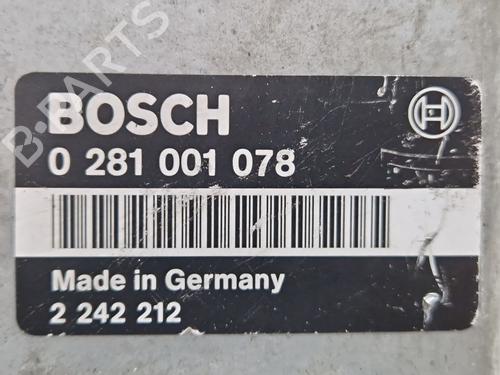 B-PARTS
BOSCH
0 281 001 078
Made in Germany
2 242 212